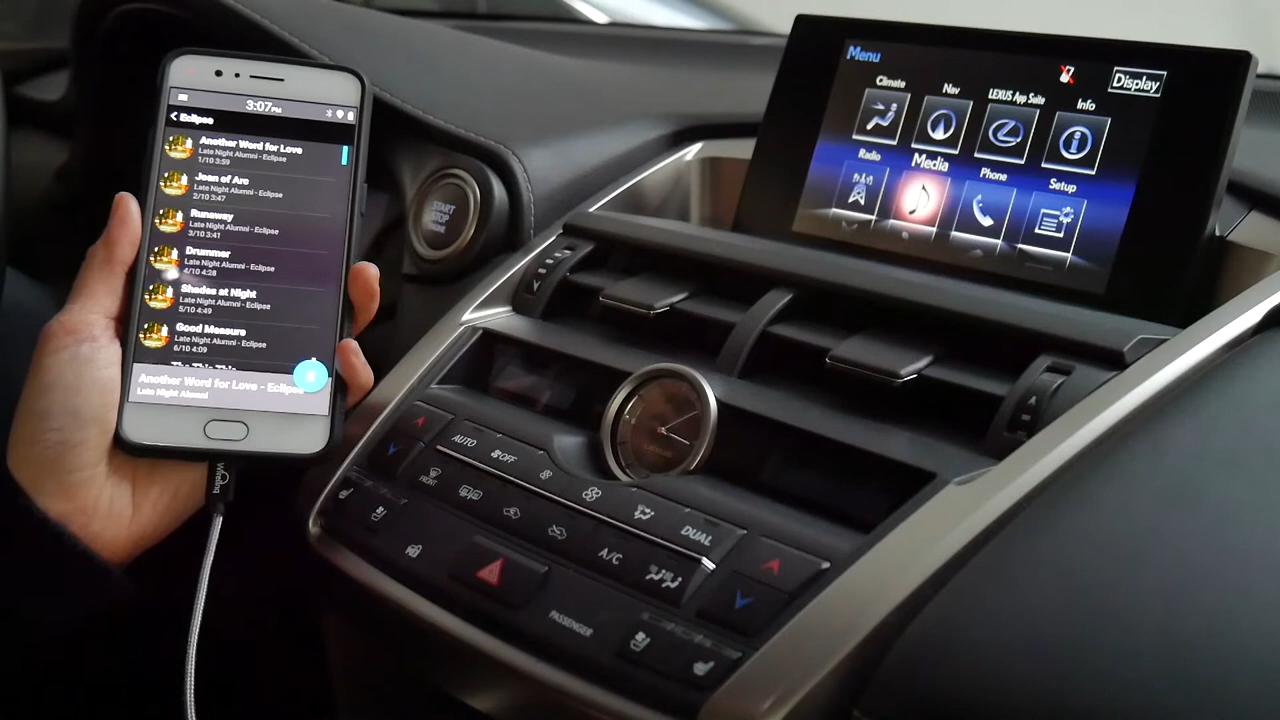 3:07PM
Eclipse
Another Word for Love
Late Night Alumni - Eclipse
1/10 3:59
Joan of Arc
Late Night Alumni - Eclipse
2/10 3:47
Runaway
Late Night Alumni - Eclipse
3/10 3:41
Drummer
Late Night Alumni - Eclipse
4/10 4:28
Shades at Night
Late Night Alumni - Eclipse
5/10 4:49
Good Measure
Late Night Alumni - Eclipse
6/10 4:09
Another Word for Love - Eclipse
Late Night Alumni
START
STOP
ENGINE
Menu
Display
Climate
Nav
LEXUS App Suite
Info
Radio
Media
Phone
Setup
AUTO
OFF
FRONT
DUAL
A/C
PASSENGER